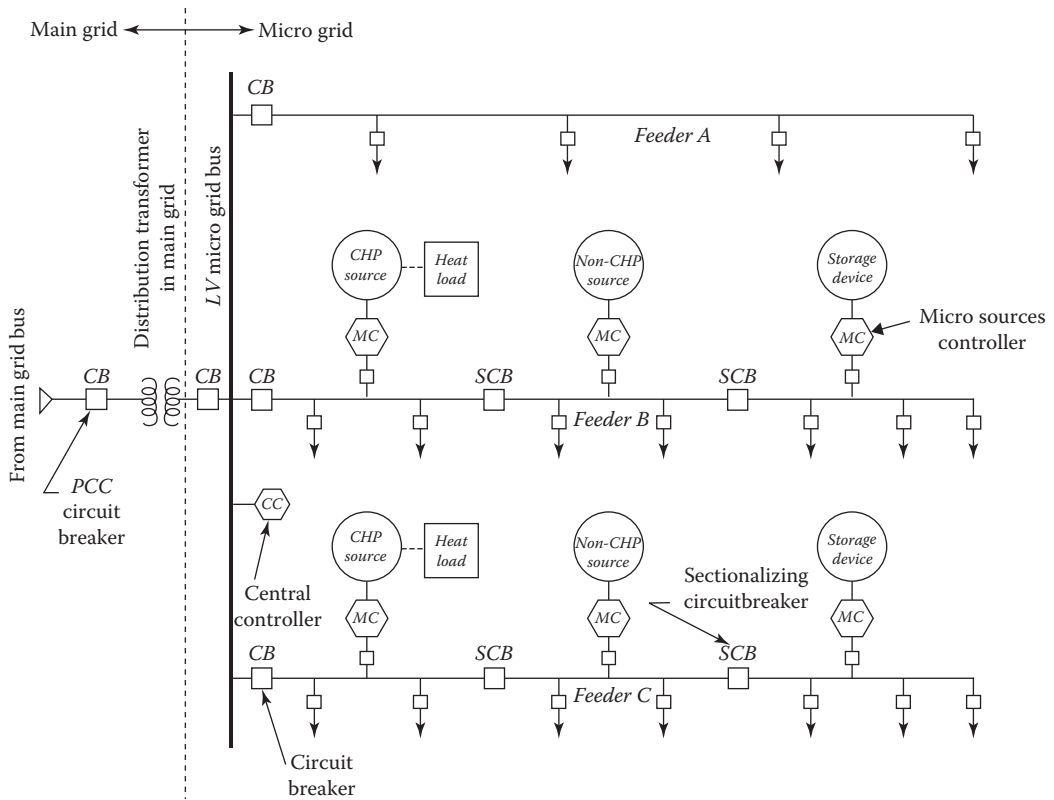 Main grid
Micro grid
CB
Feeder A
Distribution transformer
in main grid
LV micro grid bus
CHP
source
Heat
load
Non-CHP
source
Storage
device
MC
MC
MC
Micro sources
controller
From main grid bus
CB
CB
CB
SCB
SCB
Feeder B
PCC
circuit
breaker
CC
Central
controller
CHP
source
Heat
load
Non-CHP
source
Storage
device
Sectionalizing
circuitbreaker
MC
MC
MC
CB
SCB
SCB
Feeder C
Circuit
breaker